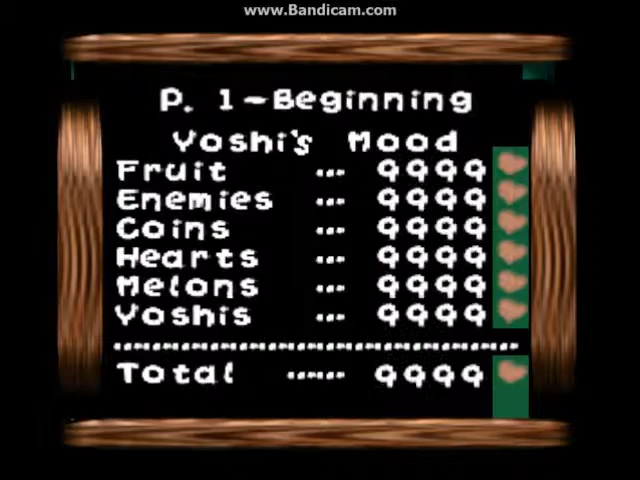 www.Bandicam.com
P. 1-Beginning
Yoshi's Mood
Fruit ... 9999
Enemies ... 9999
Coins ... 9999
Hearts ... 9999
Melons ... 9999
Yoshis ... 9999
Total ...... 9999